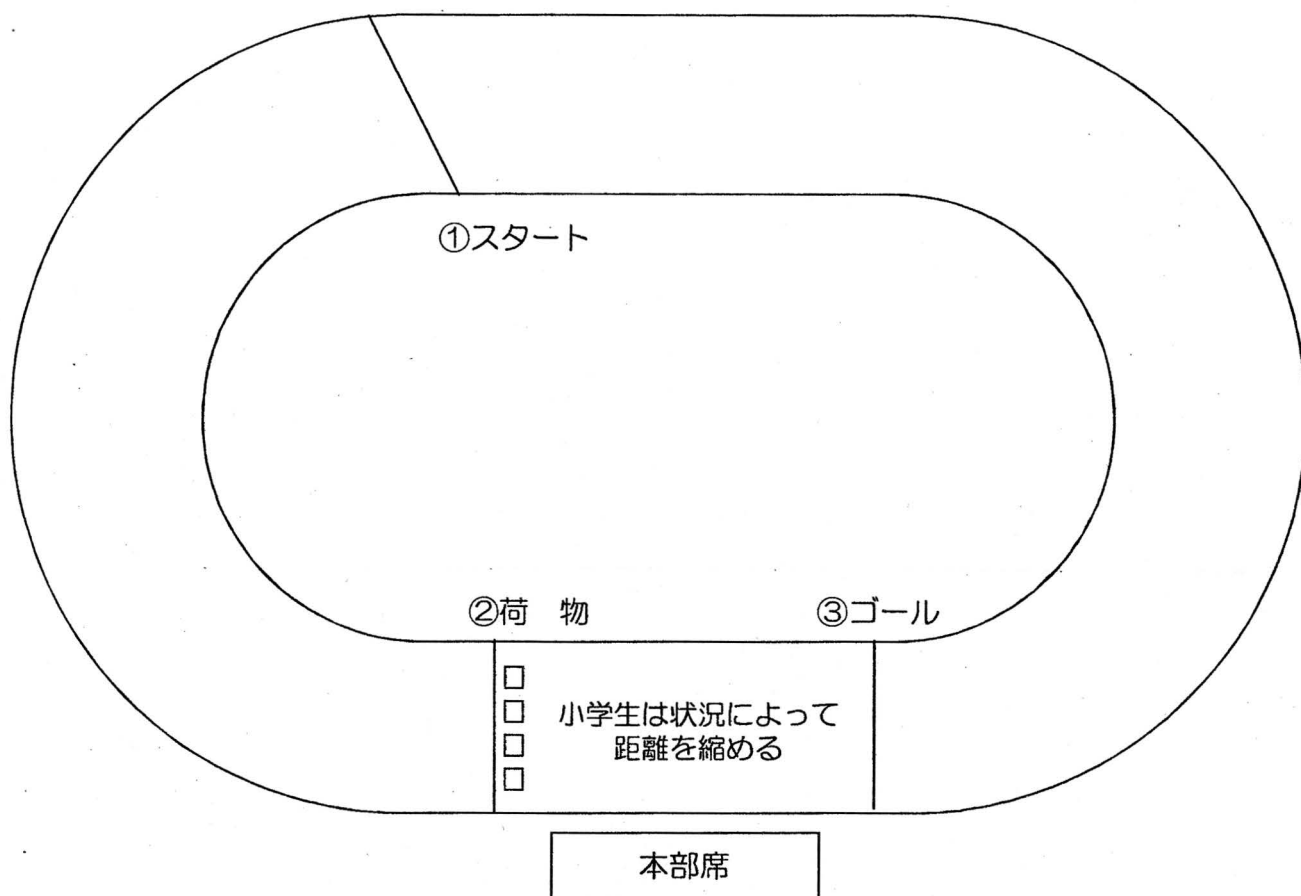 ①スタート
②荷　物
③ゴール
小学生は状況によって
距離を縮める
本部席